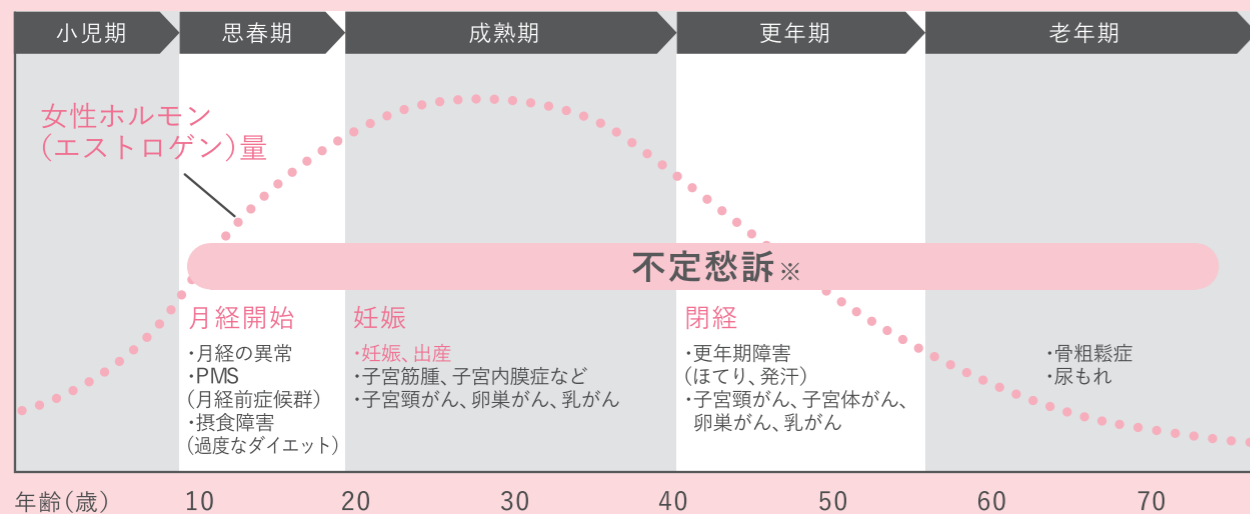 小児期
思春期
成熟期
更年期
老年期
女性ホルモン
(エストロゲン)量
不定愁訴※
月経開始
・月経の異常
・PMS
(月経前症候群)
・摂食障害
(過度なダイエット)
妊娠
・妊娠、出産
・子宮筋腫、子宮内膜症など
・子宮頸がん、卵巣がん、乳がん
閉経
・更年期障害
(ほてり、発汗)
・子宮頸がん、子宮体がん、
卵巣がん、乳がん
・骨粗鬆症
・尿もれ
年齢(歳) 10 20 30 40 50 60 70